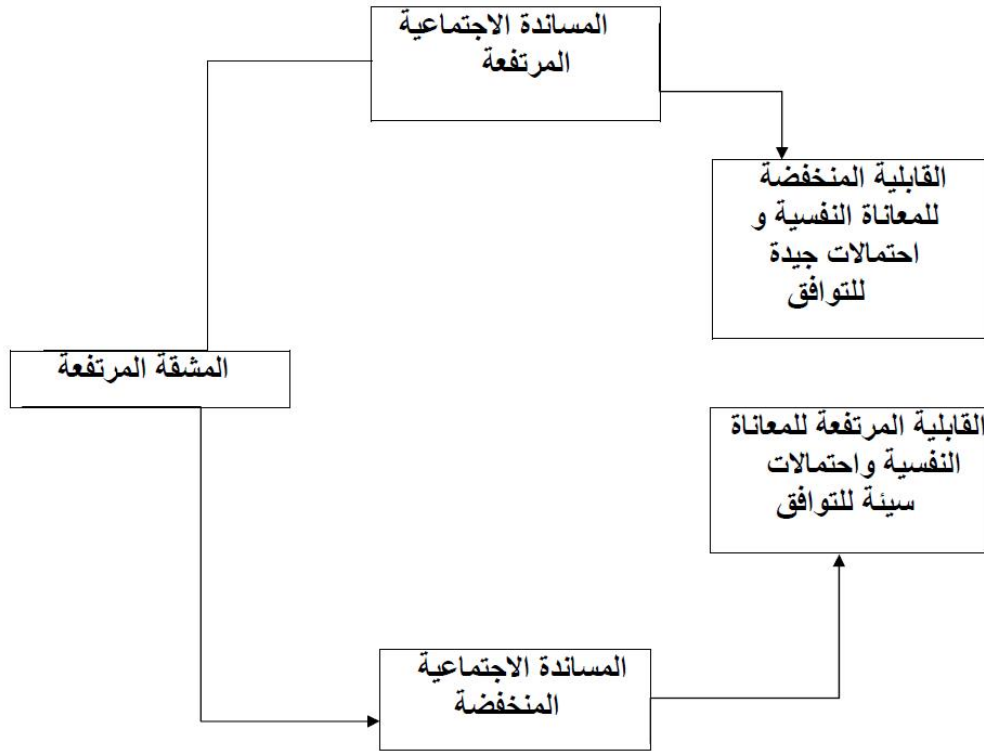 المساندة الاجتماعية
المرتفعة
القابلية المنخفضة
للمعاناة النفسية و
احتمالات جيدة
للتوافق
المشقة المرتفعة
القابلية المرتفعة للمعاناة
النفسية واحتمالات
سيئة للتوافق
المساندة الاجتماعية
المنخفضة